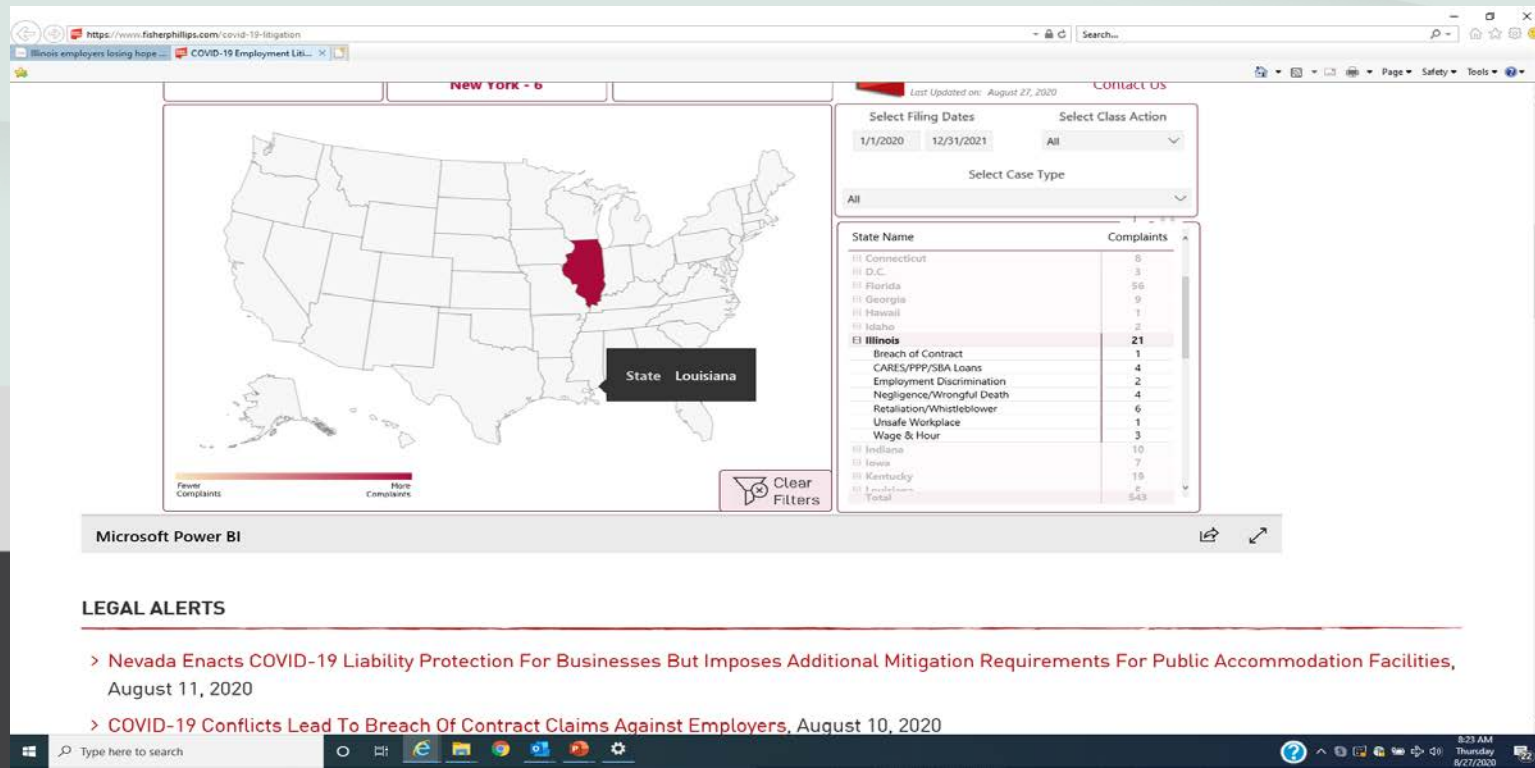 https://www.fisherphillips.com/covid-19-litigation
Search...
Illinois employers losing hope ...
COVID-19 Employment Liti...
Page Safety Tools
New York - 6
Last Updated on: August 27, 2020
Contact Us
Select Filing Dates
Select Class Action
1/1/2020 12/31/2021
All
Select Case Type
All
State Name Complaints
Connecticut 8
D.C. 3
Florida 56
Georgia 9
Hawaii 1
Idaho 2
Illinois 21
Breach of Contract 1
CARES/PPP/SBA Loans 4
Employment Discrimination 2
Negligence/Wrongful Death 4
Retaliation/Whistleblower 6
Unsafe Workplace 1
Wage & Hour 3
Indiana 10
Iowa 7
Kentucky
Louisiana
Total 543
State Louisiana
Fewer Complaints
More Complaints
Clear Filters
Microsoft Power BI
LEGAL ALERTS
> Nevada Enacts COVID-19 Liability Protection For Businesses But Imposes Additional Mitigation Requirements For Public Accommodation Facilities,
August 11, 2020
> COVID-19 Conflicts Lead To Breach Of Contract Claims Against Employers, August 10, 2020
Type here to search
8:23 AM
Thursday
8/27/2020
22